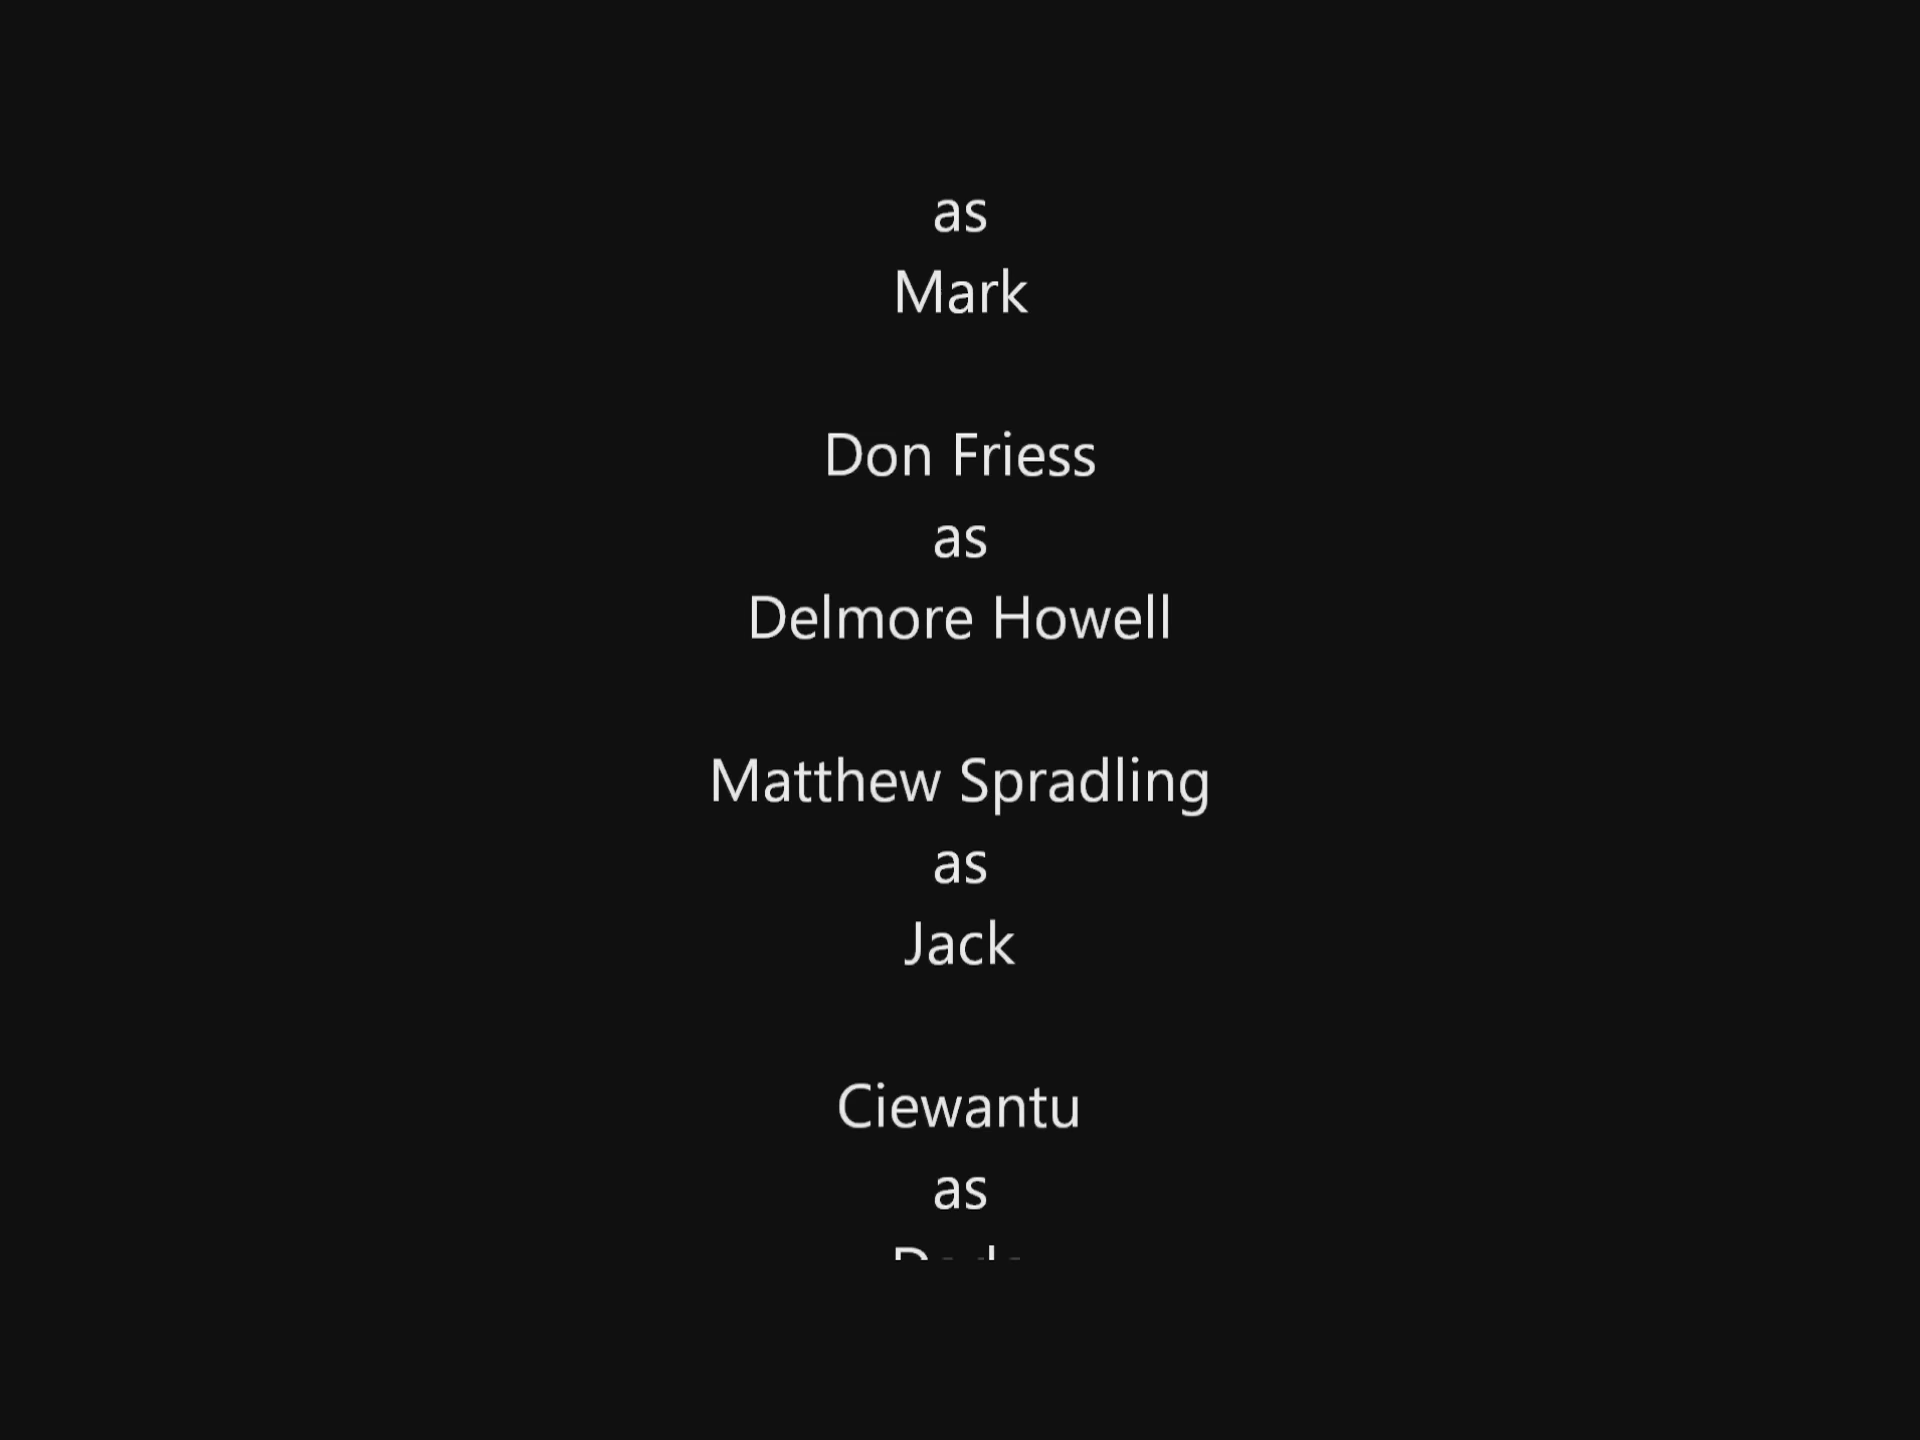 as
Mark
Don Friess
as
Delmore Howell
Matthew Spradling
as
Jack
Ciewantu
as